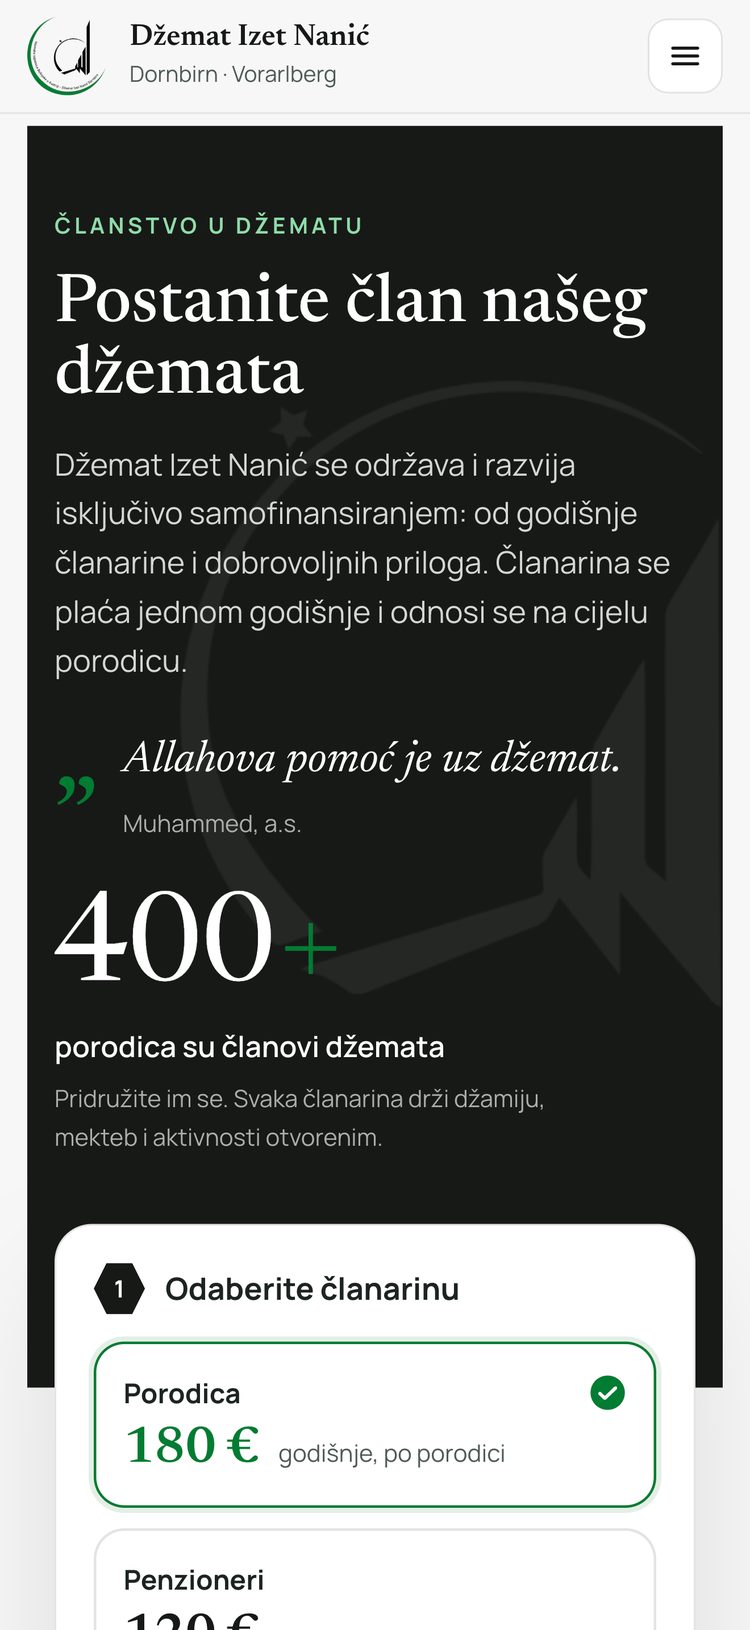 Džemat Izet Nanić
Dornbirn · Vorarlberg
ČLANSTVO U DŽEMATU
Postanite član našeg
džemata
Džemat Izet Nanić se održava i razvija
isključivo samofinansiranjem: od godišnje
članarine i dobrovoljnih priloga. Članarina se
plaća jednom godišnje i odnosi se na cijelu
porodicu.
” Allahova pomoć je uz džemat.
Muhammed, a.s.
400+
porodica su članovi džemata
Pridružite im se. Svaka članarina drži džamiju,
mekteb i aktivnosti otvorenim.
1 Odaberite članarinu
Porodica
180 € godišnje, po porodici
Penzioneri
120 €